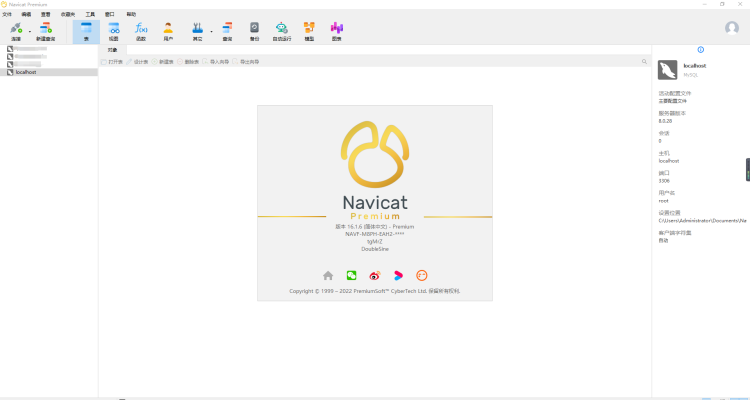 Navicat Premium
文件 编辑 查看 收藏夹 工具 窗口 帮助
连接 新建查询 表 视图 函数 用户 其它 查询 备份 自动运行 模型 图表
对象
打开表 设计表 新建表 删除表 导入向导 导出向导
localhost
Navicat
Premium
版本 16.1.6 (简体中文) - Premium
NAVF-M8PH-EAH2-****
tgMrZ
DoubleSine
Copyright © 1999 – 2022 PremiumSoft™ CyberTech Ltd. 保留所有权利.
localhost
MySQL
活动配置文件
主要配置文件
服务器版本
8.0.28
会话
0
主机
localhost
端口
3306
用户名
root
设置位置
C:\Users\Administrator\Documents\Na
客户端字符集
自动